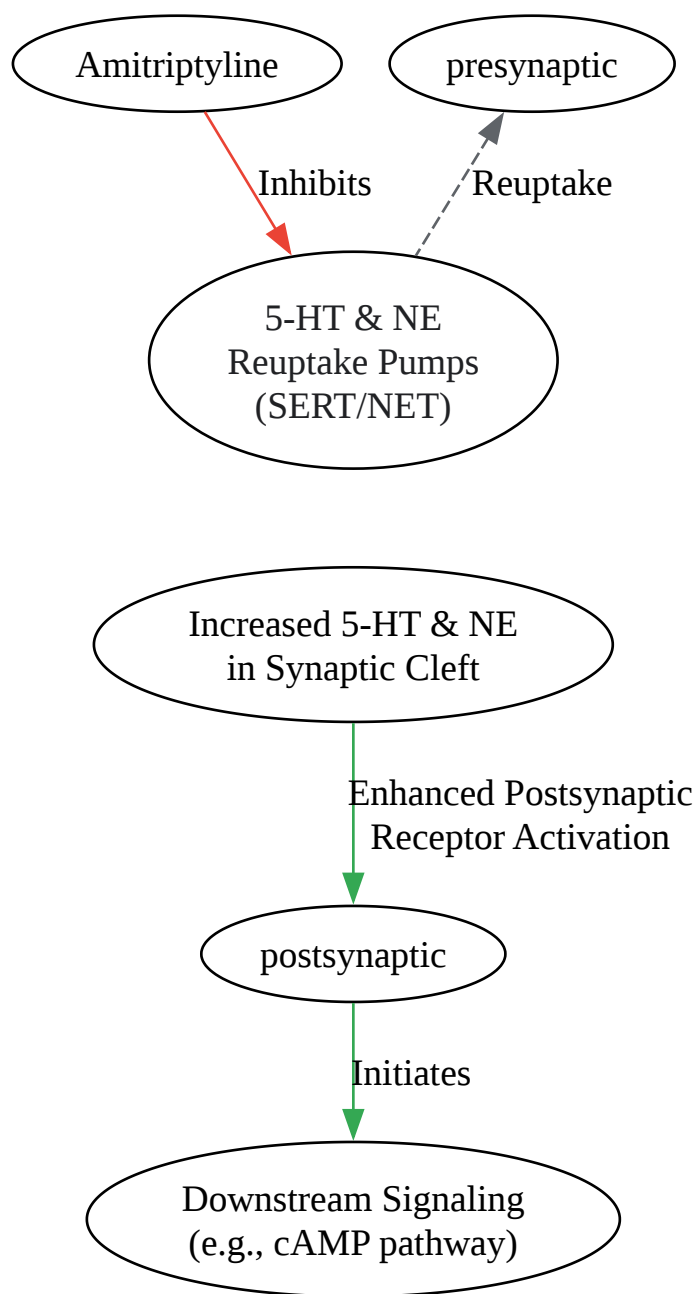 Amitriptyline
presynaptic
Inhibits
Reuptake
5-HT & NE
Reuptake Pumps
(SERT/NET)
Increased 5-HT & NE
in Synaptic Cleft
Enhanced Postsynaptic
Receptor Activation
postsynaptic
Initiates
Downstream Signaling
(e.g., cAMP pathway)